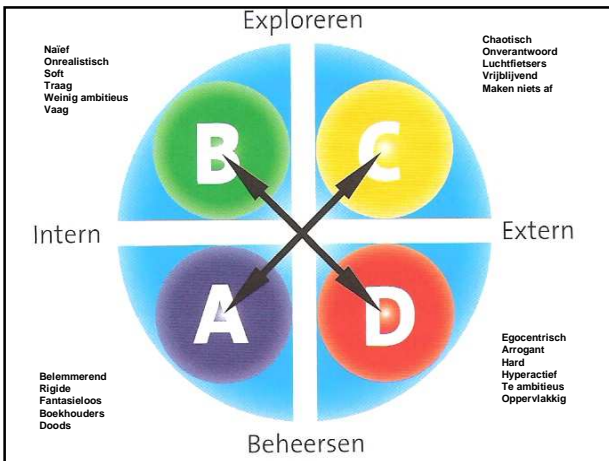 Exploreren
Naïef
Onrealistisch
Soft
Traag
Weinig ambitieus
Vaag
Chaotisch
Onverantwoord
Luchtfietsers
Vrijblijvend
Maken niets af
B
C
Intern
Extern
A
D
Belemmerend
Rigide
Fantasieloos
Boekhouders
Doods
Egocentrisch
Arrogant
Hard
Hyperactief
Te ambitieus
Oppervlakkig
Beheersen